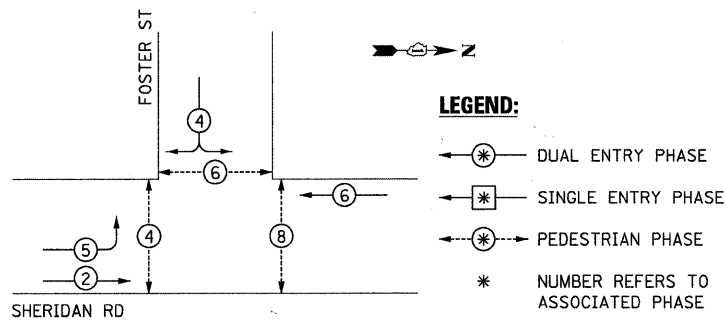 FOSTER ST
N
4
6
6
5
4
8
2
SHERIDAN RD
LEGEND:
* DUAL ENTRY PHASE
* SINGLE ENTRY PHASE
* PEDESTRIAN PHASE
* NUMBER REFERS TO
ASSOCIATED PHASE